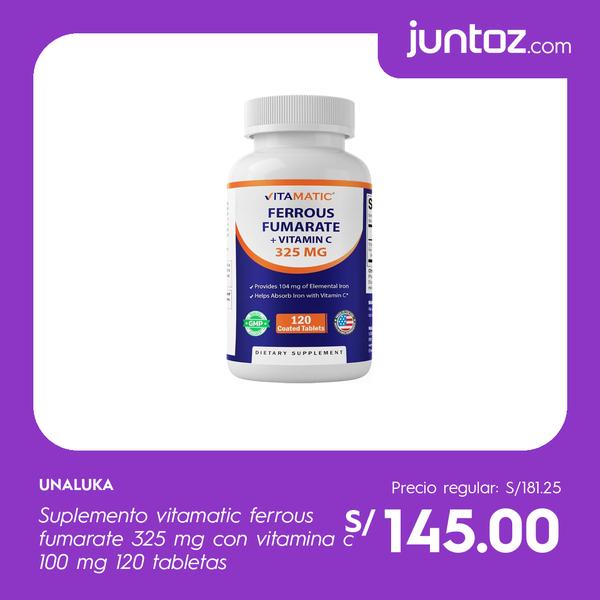 juntoz.com
VITAMATIC
FERROUS
FUMARATE
+ VITAMIN C
325 MG
✓ Provides 104 mg of Elemental Iron
✓ Helps Absorb Iron with Vitamin C*
GMP
120
Coated Tablets
DIETARY SUPPLEMENT
UNALUKA
Precio regular: S/181.25
Suplemento vitamatic ferrous
fumarate 325 mg con vitamina c
100 mg 120 tabletas
S/ 145.00